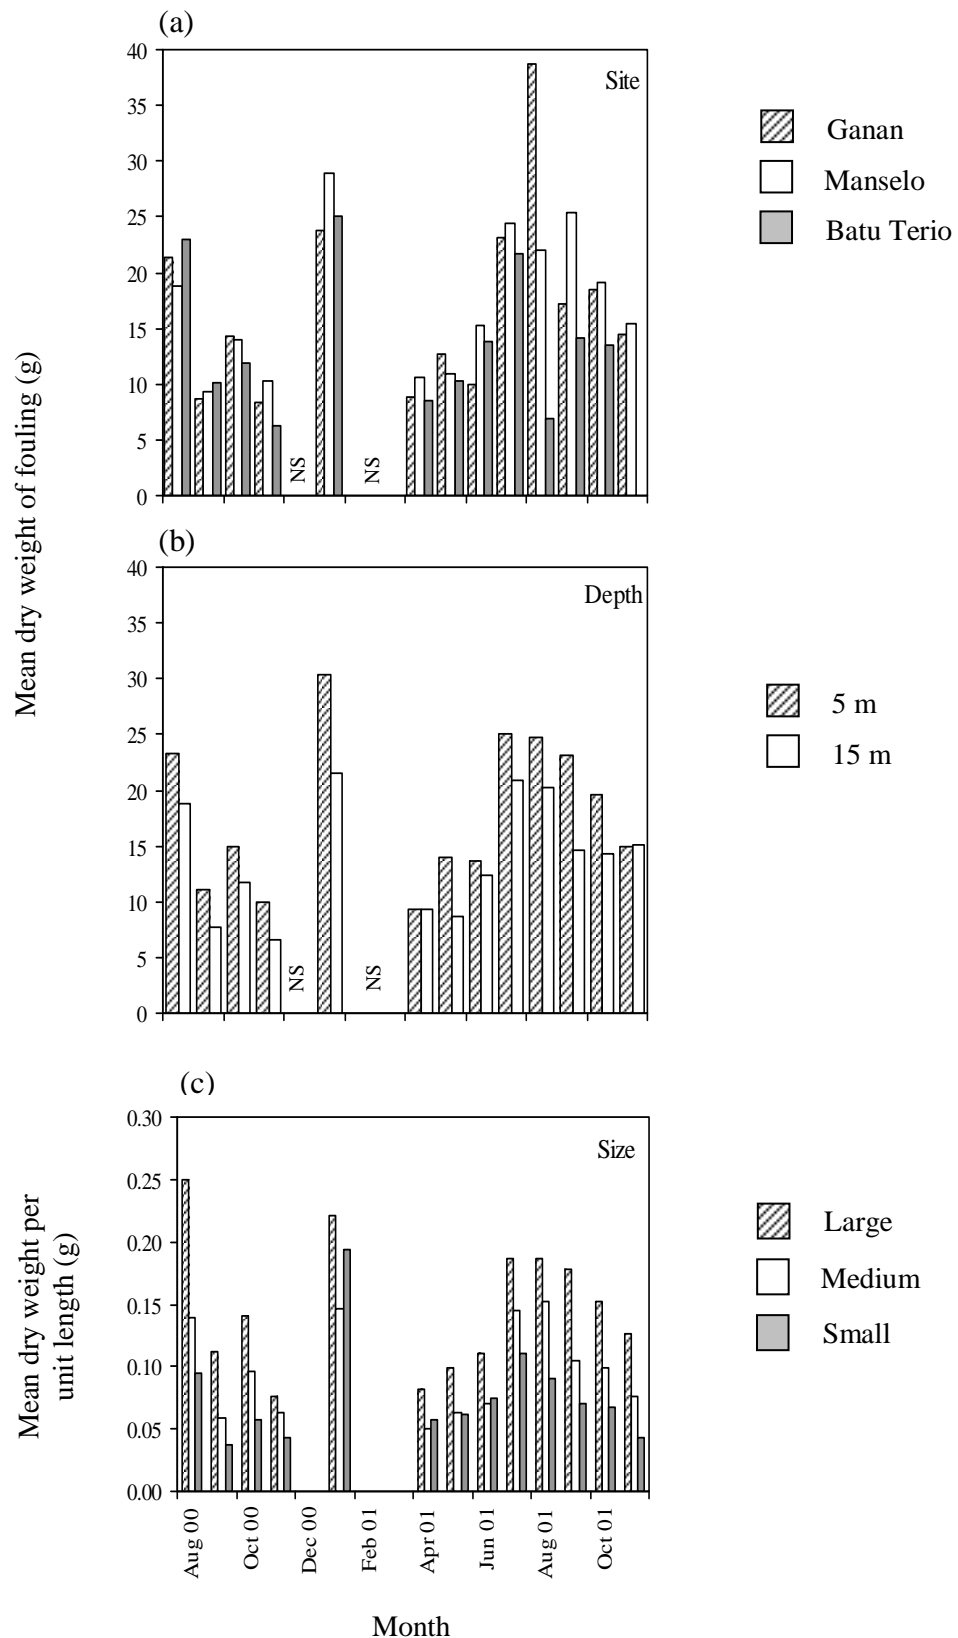 (a)
Mean dry weight of fouling (g)
40
35
30
25
20
15
10
5
0
Site
NS
NS
Ganan
Manselo
Batu Terio
(b)
40
35
30
25
20
15
10
5
0
Depth
NS
NS
5 m
15 m
(c)
Mean dry weight per
unit length (g)
0.30
0.25
0.20
0.15
0.10
0.05
0.00
Size
Large
Medium
Small
Aug 00
Oct 00
Dec 00
Feb 01
Apr 01
Jun 01
Aug 01
Oct 01
Month